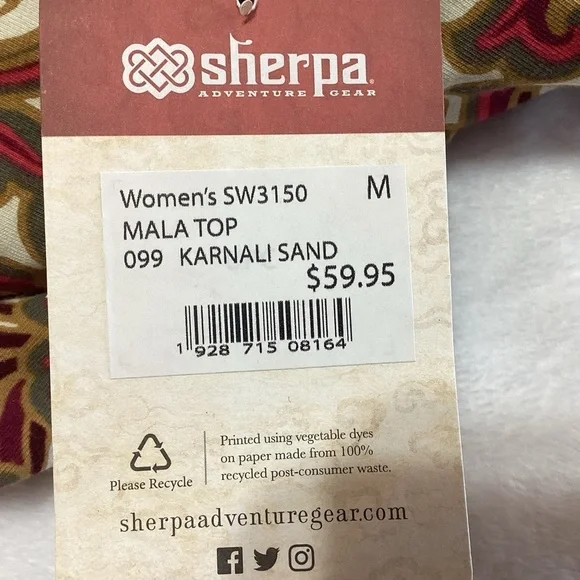 sherpa
ADVENTURE GEAR
Women's SW3150 M
MALA TOP
099 KARNALI SAND
$59.95
1 928 715 08164
Please Recycle
Printed using vegetable dyes
on paper made from 100%
recycled post-consumer waste.
sherpaadventuregear.com